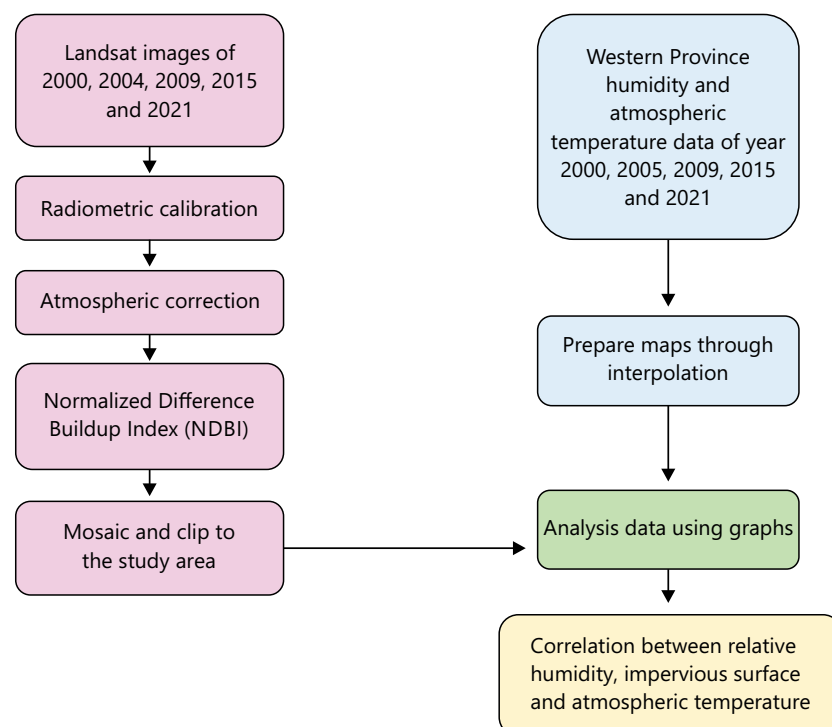 Landsat images of
2000, 2004, 2009, 2015
and 2021
Radiometric calibration
Atmospheric correction
Normalized Difference
Buildup Index (NDBI)
Mosaic and clip to
the study area
Western Province
humidity and
atmospheric
temperature data of year
2000, 2005, 2009, 2015
and 2021
Prepare maps through
interpolation
Analysis data using graphs
Correlation between relative
humidity, impervious surface
and atmospheric temperature